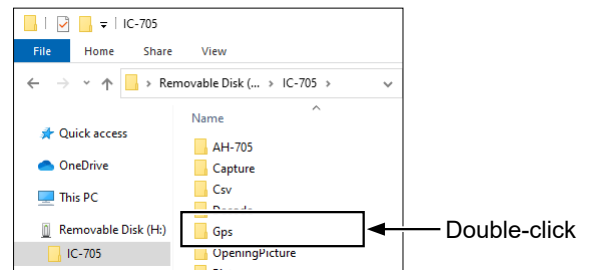 IC-705
File Home Share View
Removable Disk (... > IC-705 >
Name
Quick access
AH-705
OneDrive
Capture
Csv
This PC
Removable Disk (H:)
Gps
Double-click
IC-705
OpeningPicture